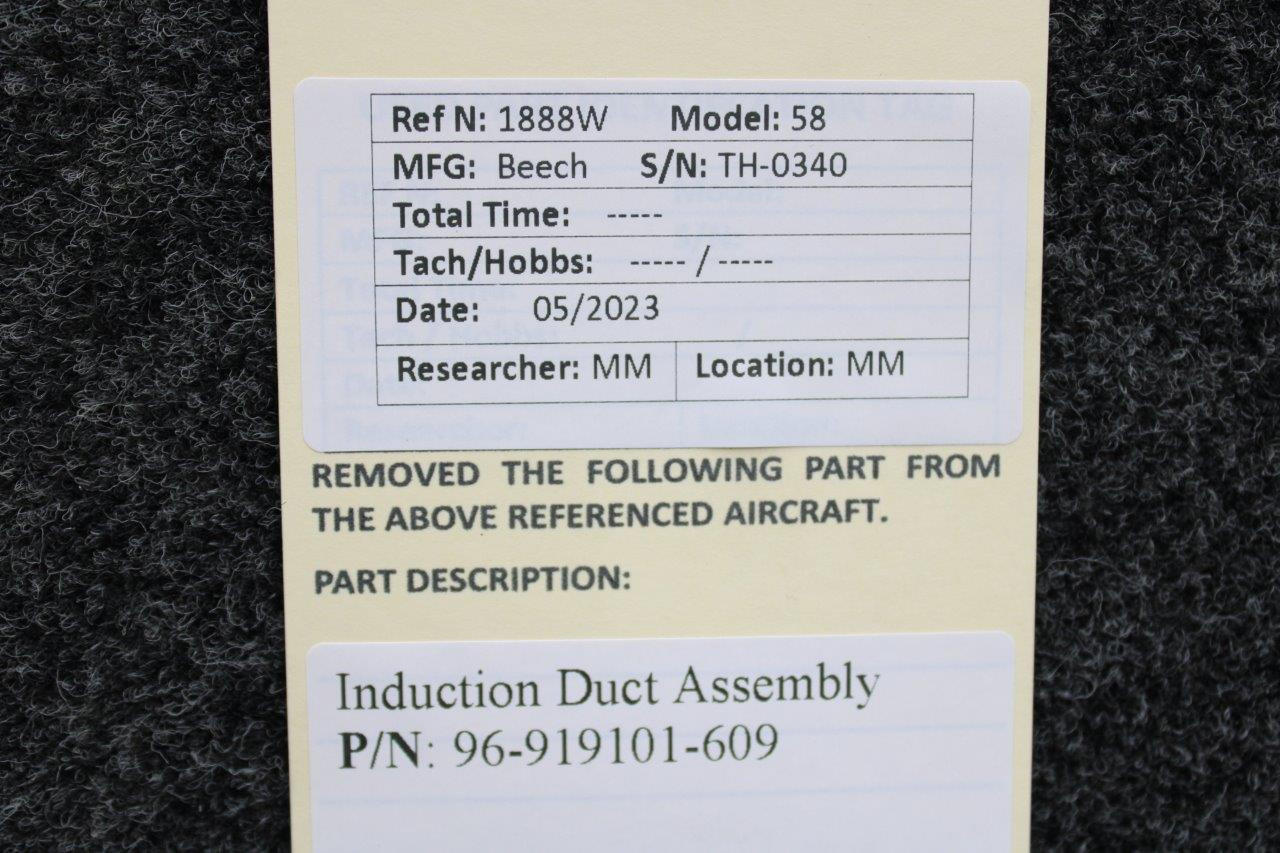 Ref N: 1888W Model: 58
MFG: Beech S/N: TH-0340
Total Time: -----
Tach/Hobbs: ----- / -----
Date: 05/2023
Researcher: MM Location: MM
REMOVED THE FOLLOWING PART FROM
THE ABOVE REFERENCED AIRCRAFT.
PART DESCRIPTION:
Induction Duct Assembly
P/N: 96-919101-609